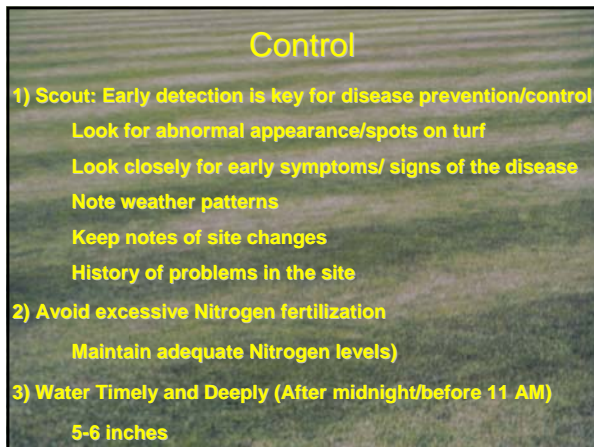 Control
1) Scout: Early detection is key for disease prevention/control
Look for abnormal appearance/spots on turf
Look closely for early symptoms/ signs of the disease
Note weather patterns
Keep notes of site changes
History of problems in the site
2) Avoid excessive Nitrogen fertilization
Maintain adequate Nitrogen levels)
3) Water Timely and Deeply (After midnight/before 11 AM)
5-6 inches